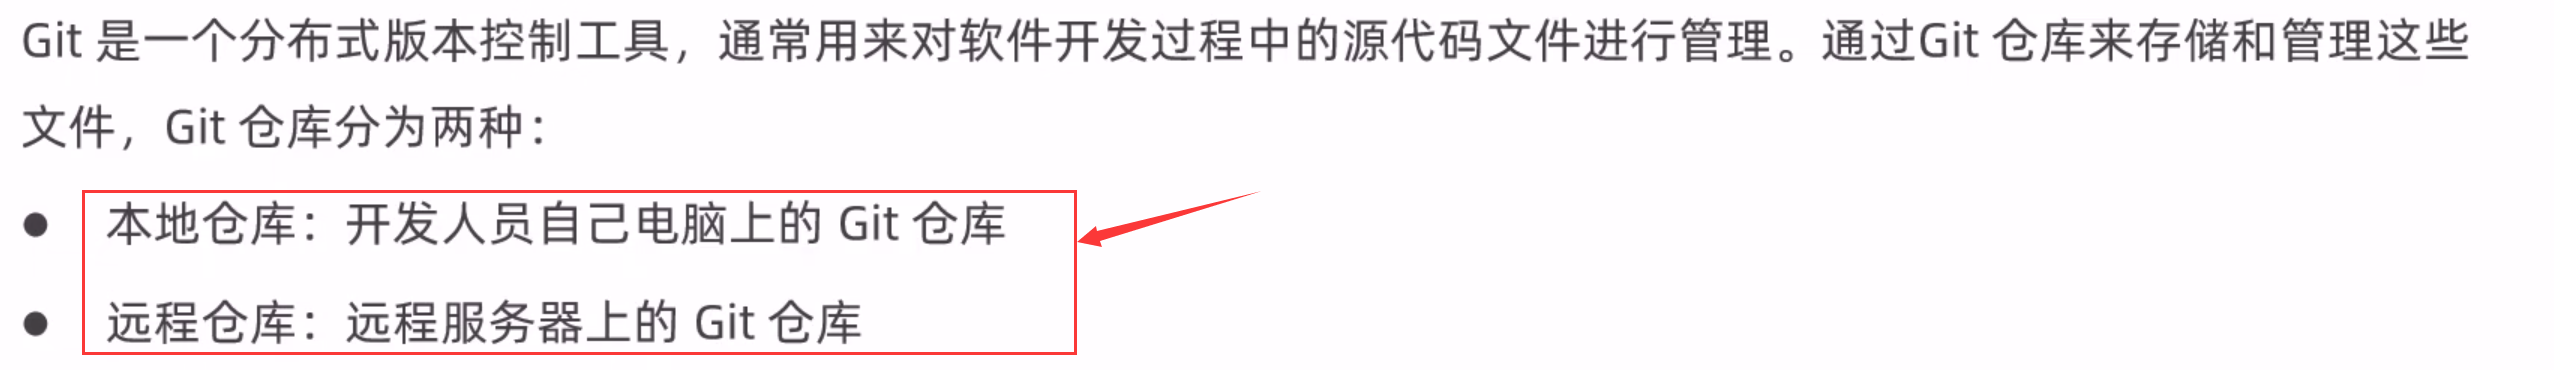 Git 是一个分布式版本控制工具，通常用来对软件开发过程中的源代码文件进行管理。通过Git 仓库来存储和管理这些
文件，Git 仓库分为两种：
● 本地仓库：开发人员自己电脑上的 Git 仓库
● 远程仓库：远程服务器上的 Git 仓库